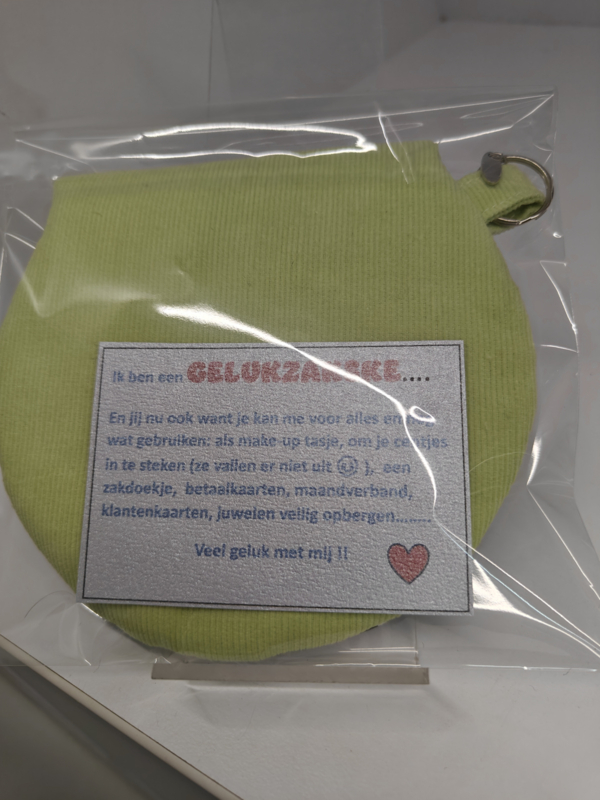 Ik ben een GELUKZAKSKE....
En jij nu ook want je kan me voor alles en nog
wat gebruiken: als make-up tasje, om je centjes
in te steken (ze vallen er niet uit ☺ ), een
zakdoekje, betaalkaarten, maandverband,
klantenkaarten, juwelen veilig opbergen........
Veel geluk met mij !!